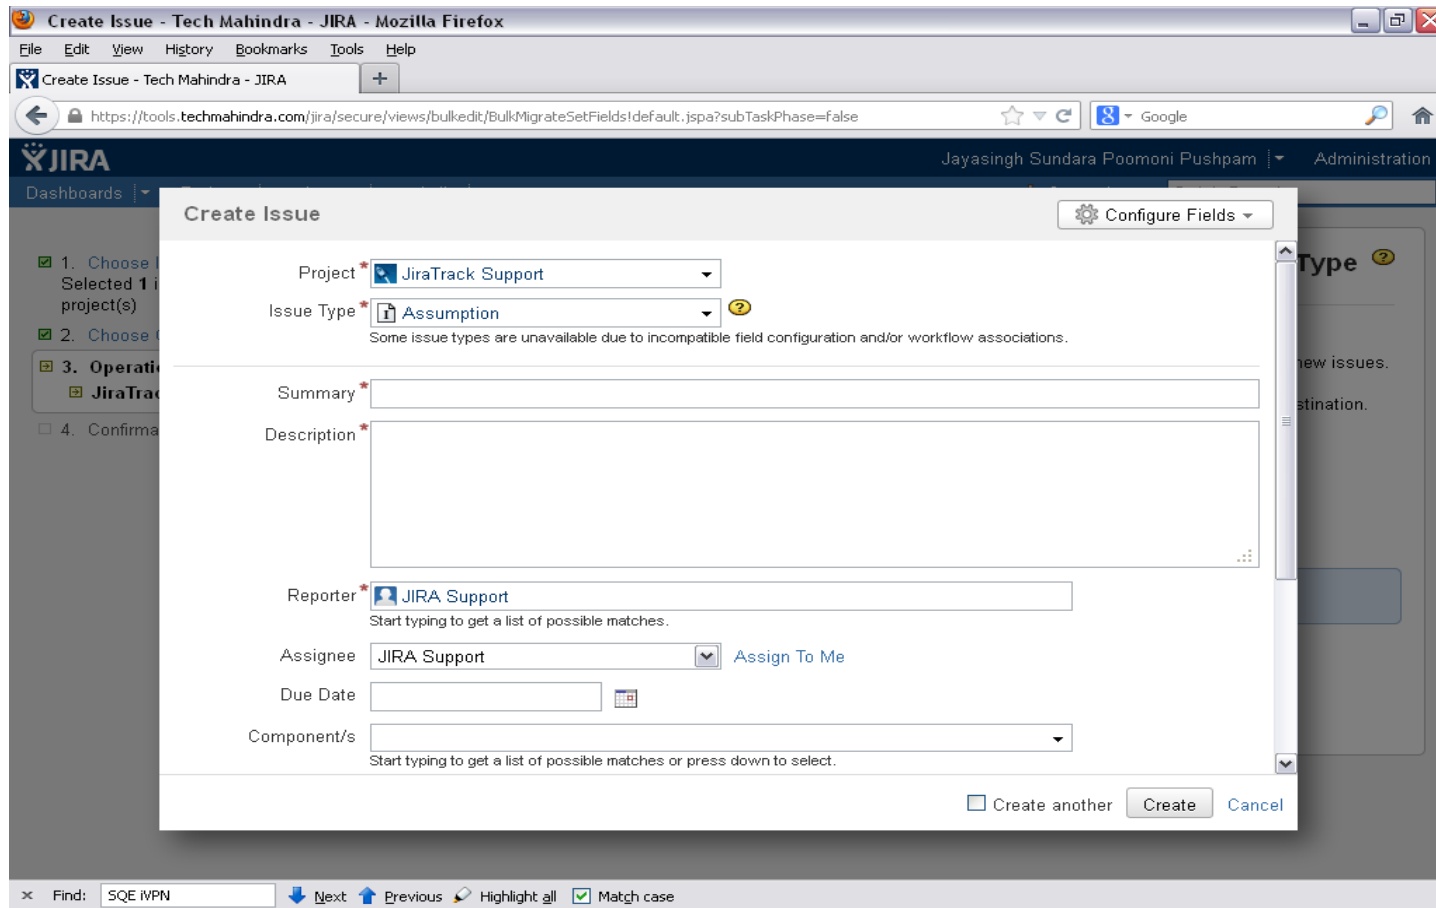 Create Issue - Tech Mahindra - JIRA - Mozilla Firefox
File Edit View History Bookmarks Tools Help
Create Issue - Tech Mahindra - JIRA +
https://tools.techmahindra.com/jira/secure/views/bulkedit/BulkMigrateSetFields!default.jspa?subTaskPhase=false 8 Google
JIRA Jayasingh Sundara Poomoni Pushpam Administration
Dashboards
Create Issue Configure Fields
1. Choose Type ?
Selected 1
project(s)
2. Choose
3. Operati new issues.
JiraTrac stination.
4. Confirma
Project * JiraTrack Support
Issue Type * Assumption ?
Some issue types are unavailable due to incompatible field configuration and/or workflow associations.
Summary *
Description *
Reporter * JIRA Support
Start typing to get a list of possible matches.
Assignee JIRA Support Assign To Me
Due Date
Component/s
Start typing to get a list of possible matches or press down to select.
Create another Create Cancel
× Find: SQE iVPN Next Previous Highlight all Match case